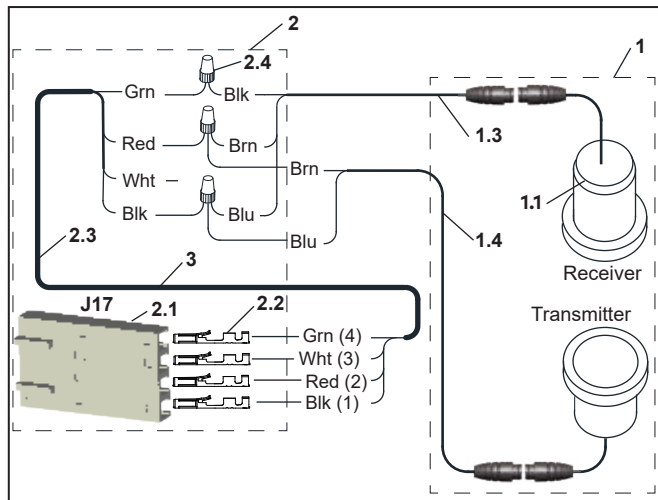 2
1
2.4
Grn
Blk
1.3
Red
Brn
Wht
Brn
1.1
Blk
Blu
2.3
Blu
1.4
3
Receiver
J17
2.1
2.2
Transmitter
Grn (4)
Wht (3)
Red (2)
Blk (1)